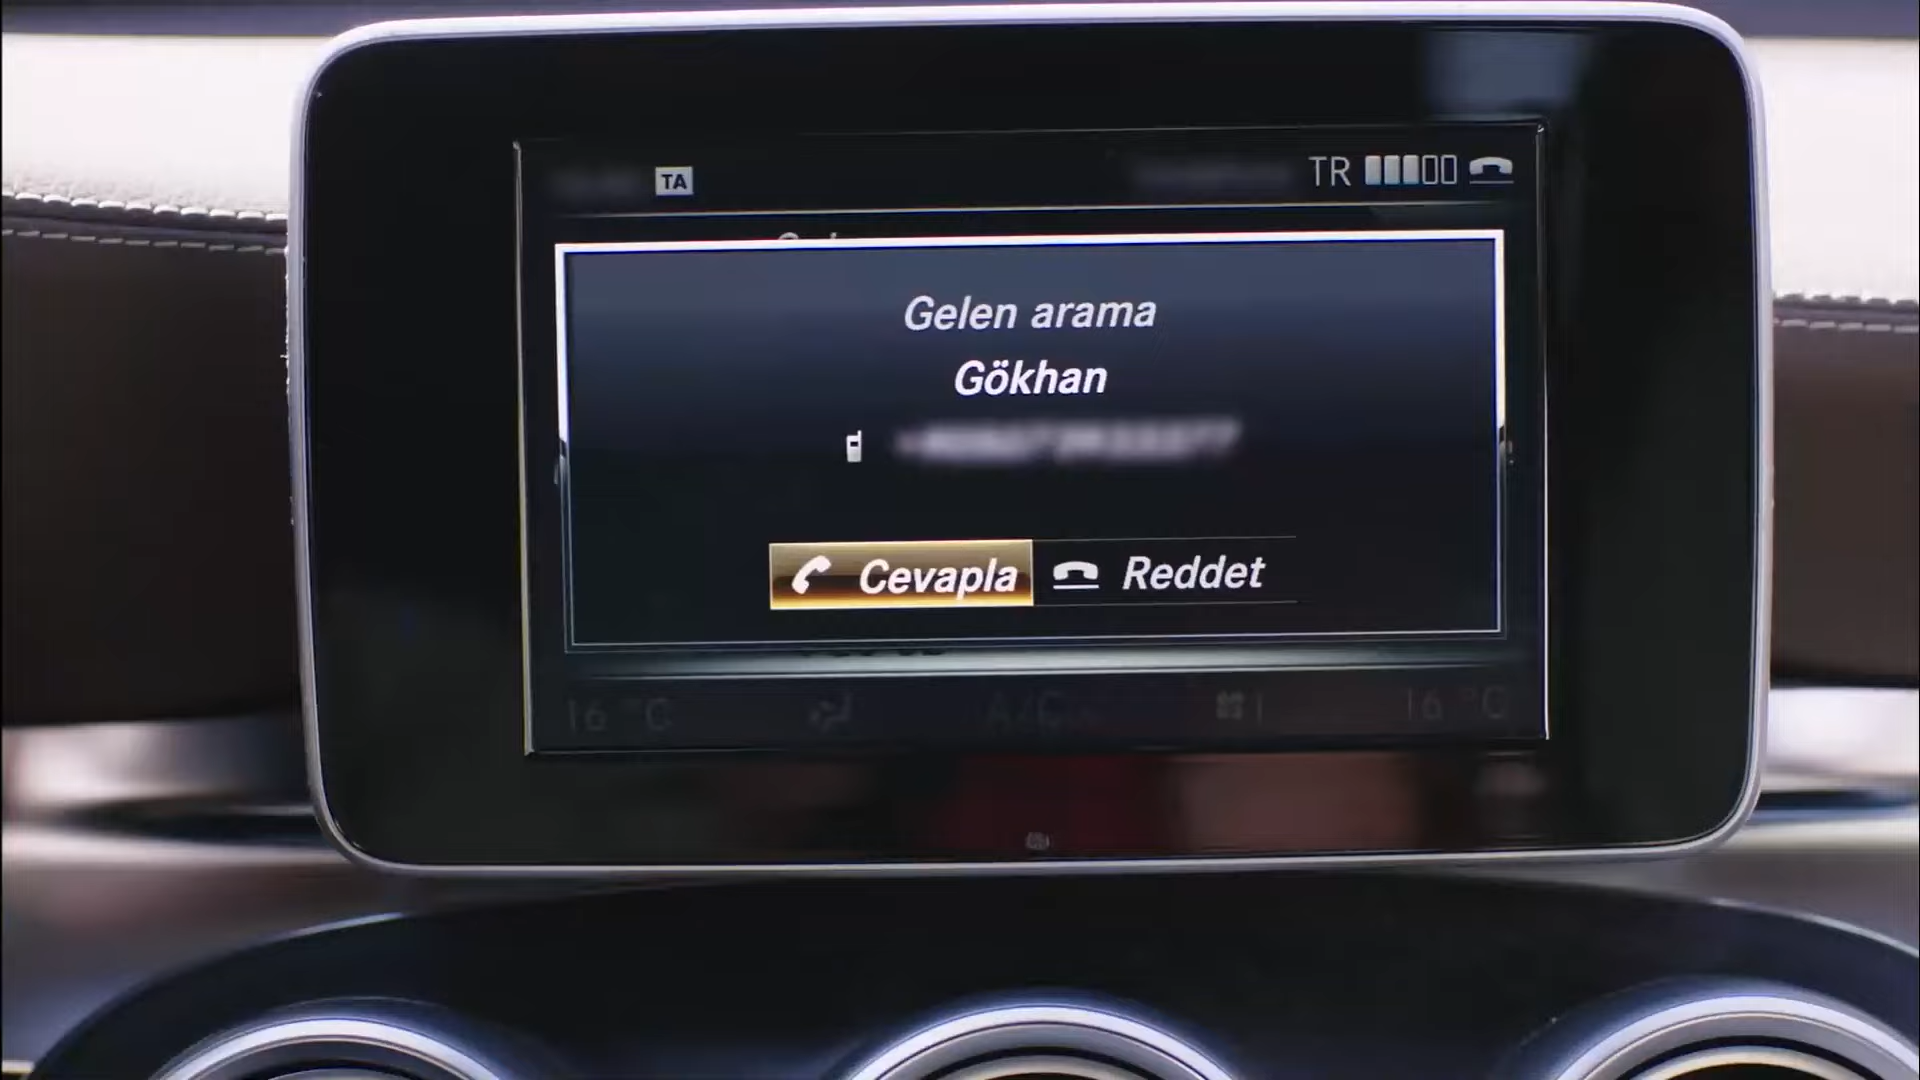 TA
TR
Gelen arama
Gökhan
Cevapla
Reddet
16 °C
A/C
16 °C